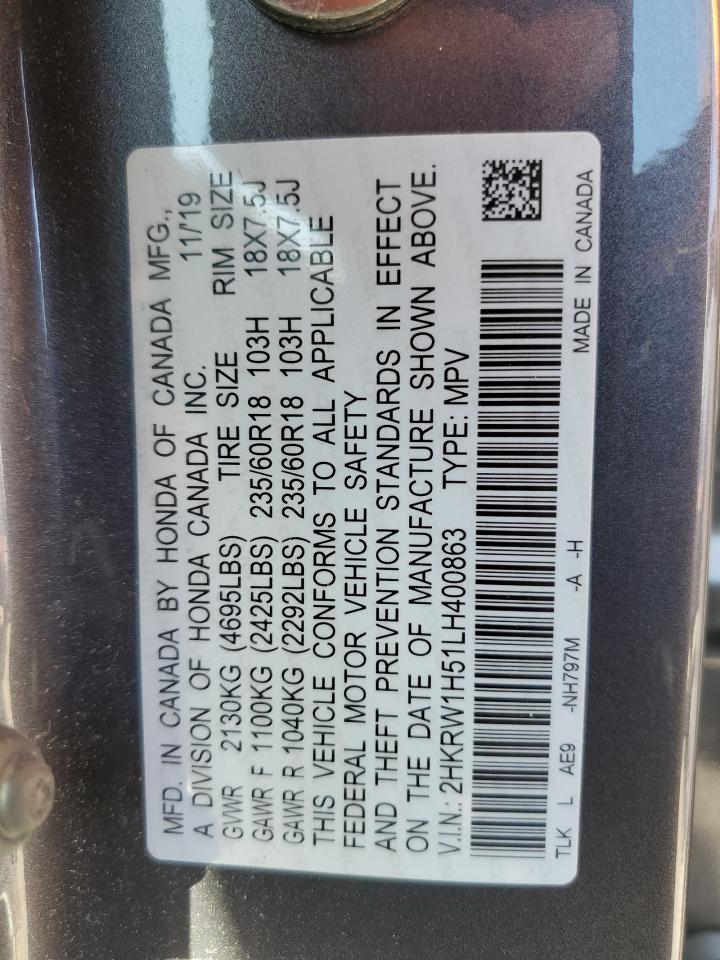 MFD. IN CANADA BY HONDA OF CANADA MFG.,
A DIVISION OF HONDA CANADA INC. 11/19
GVWR 2130KG (4695LBS) TIRE SIZE RIM SIZE
GAWR F 1100KG (2425LBS) 235/60R18 103H 18X7.5J
GAWR R 1040KG (2292LBS) 235/60R18 103H 18X7.5J
THIS VEHICLE CONFORMS TO ALL APPLICABLE
FEDERAL MOTOR VEHICLE SAFETY
AND THEFT PREVENTION STANDARDS IN EFFECT
ON THE DATE OF MANUFACTURE SHOWN ABOVE.
V.I.N.: 2HKRW1H51LH400863 TYPE: MPV
TLK L AE9 -NH797M -A -H MADE IN CANADA